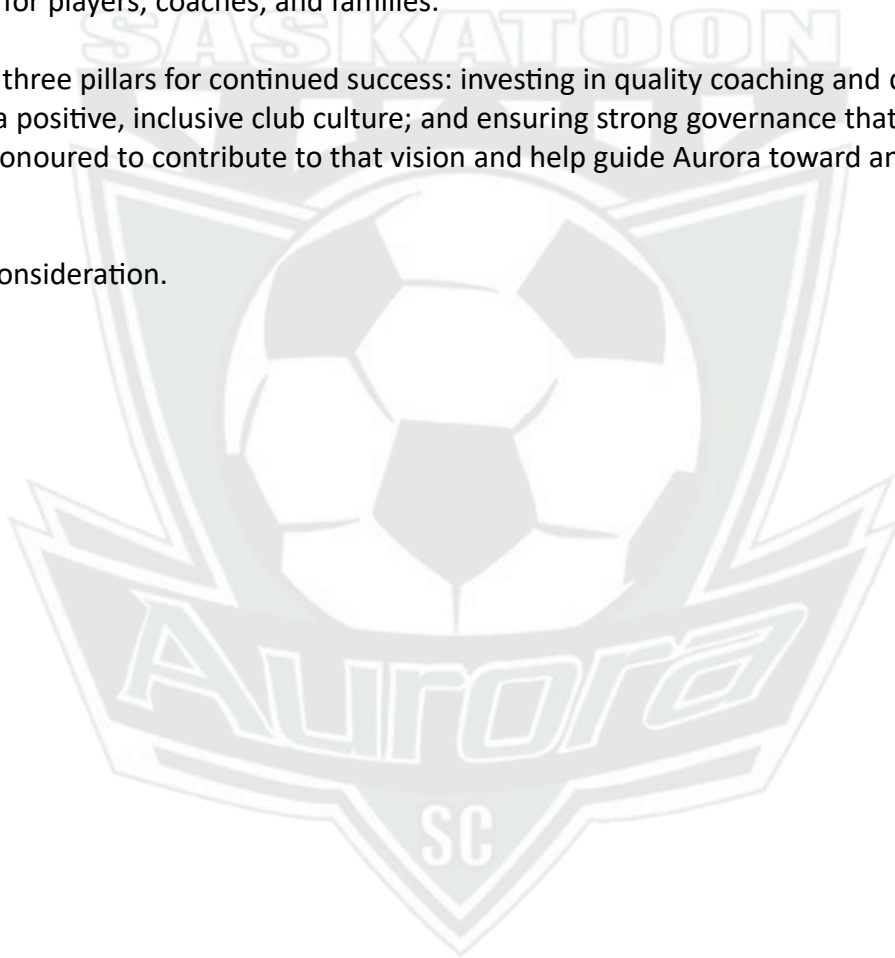 for players, coaches, and families.
SASKATOON
three pillars for continued success: investing in quality coaching and
a positive, inclusive club culture; and ensuring strong governance that
onoured to contribute to that vision and help guide Aurora toward
onsideration.
Aurora
SC